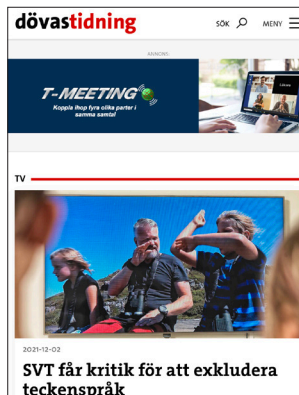 dövastidning
SÖK
MENY
ANNONS:
T-MEETING
Koppla ihop fyra olika parter i
samma samtal
TV
2021-12-02
SVT får kritik för att exkludera
teckenspråk